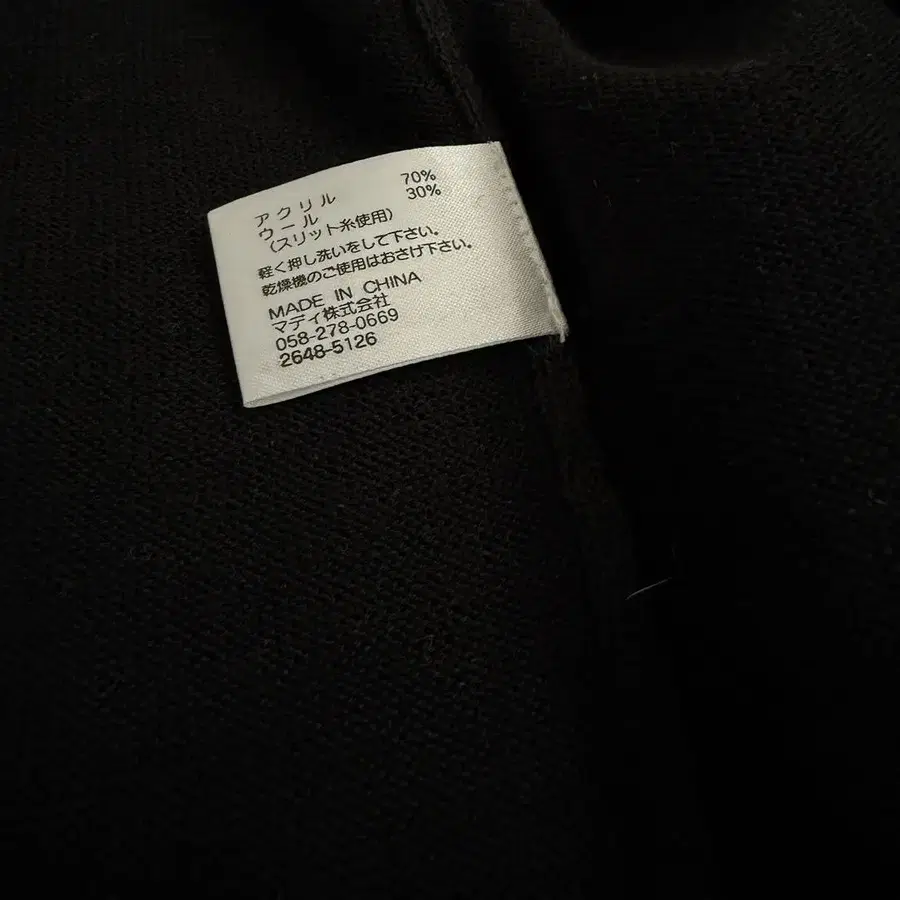 アクリル 70%
ウール 30%
(スリット糸使用)
軽く押し洗いをして下さい。
乾燥機のご使用はおさけ下さい。
MADE IN CHINA
マディ株式会社
058-278-0669
2648-5126